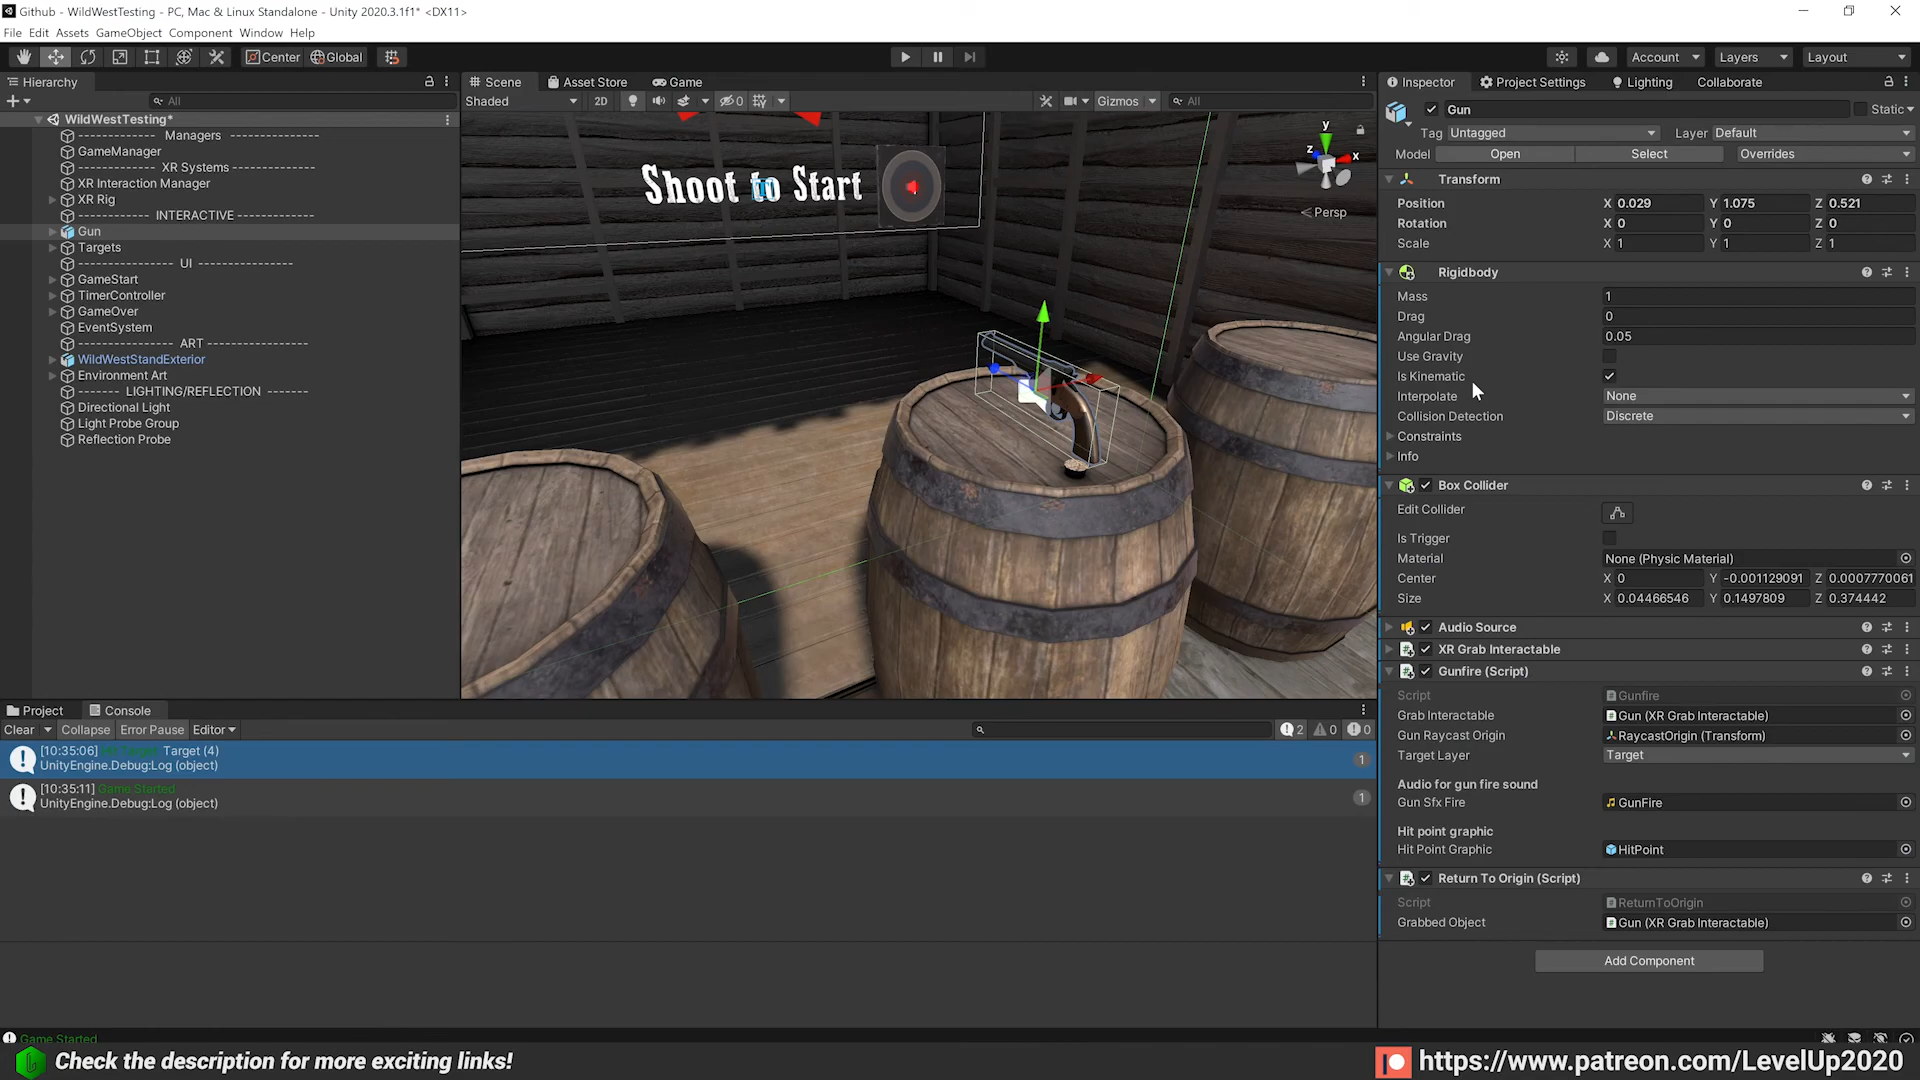 Github - WildWestTesting - PC, Mac & Linux Standalone - Unity 2020.3.1f1* <DX11>
File Edit Assets GameObject Component Window Help
Center Global Account Layers Layout
Hierarchy
All
WildWestTesting*
------------ Managers --------------
GameManager
------------ XR Systems ------------
XR Interaction Manager
XR Rig
------------ INTERACTIVE ------------
Gun
Targets
---------------- UI ----------------
GameStart
TimerController
GameOver
EventSystem
---------------- ART ----------------
WildWestStandExterior
Environment Art
------- LIGHTING/REFLECTION -------
Directional Light
Light Probe Group
Reflection Probe
Scene Asset Store Game
Shaded 2D 0 Gizmos All
Shoot to Start
y
z x
Persp
Project Console
Clear Collapse Error Pause Editor 2 0 0
[10:35:06] Hit Target Target (4)
UnityEngine.Debug:Log (object)
1
[10:35:11] Game Started
UnityEngine.Debug:Log (object)
1
Game Started
Inspector Project Settings Lighting Collaborate
Gun Static
Tag Untagged Layer Default
Model Open Select Overrides
Transform
Position X 0.029 Y 1.075 Z 0.521
Rotation X 0 Y 0 Z 0
Scale X 1 Y 1 Z 1
Rigidbody
Mass 1
Drag 0
Angular Drag 0.05
Use Gravity
Is Kinematic
Interpolate None
Collision Detection Discrete
Constraints
Info
Box Collider
Edit Collider
Is Trigger
Material None (Physic Material)
Center X 0 Y -0.001129091 Z 0.0007770061
Size X 0.04466546 Y 0.1497809 Z 0.374442
Audio Source
XR Grab Interactable
Gunfire (Script)
Script Gunfire
Grab Interactable Gun (XR Grab Interactable)
Gun Raycast Origin RaycastOrigin (Transform)
Target Layer Target
Audio for gun fire sound
Gun Sfx Fire GunFire
Hit point graphic
Hit Point Graphic HitPoint
Return To Origin (Script)
Script ReturnToOrigin
Grabbed Object Gun (XR Grab Interactable)
Add Component
Check the description for more exciting links!
https://www.patreon.com/LevelUp2020